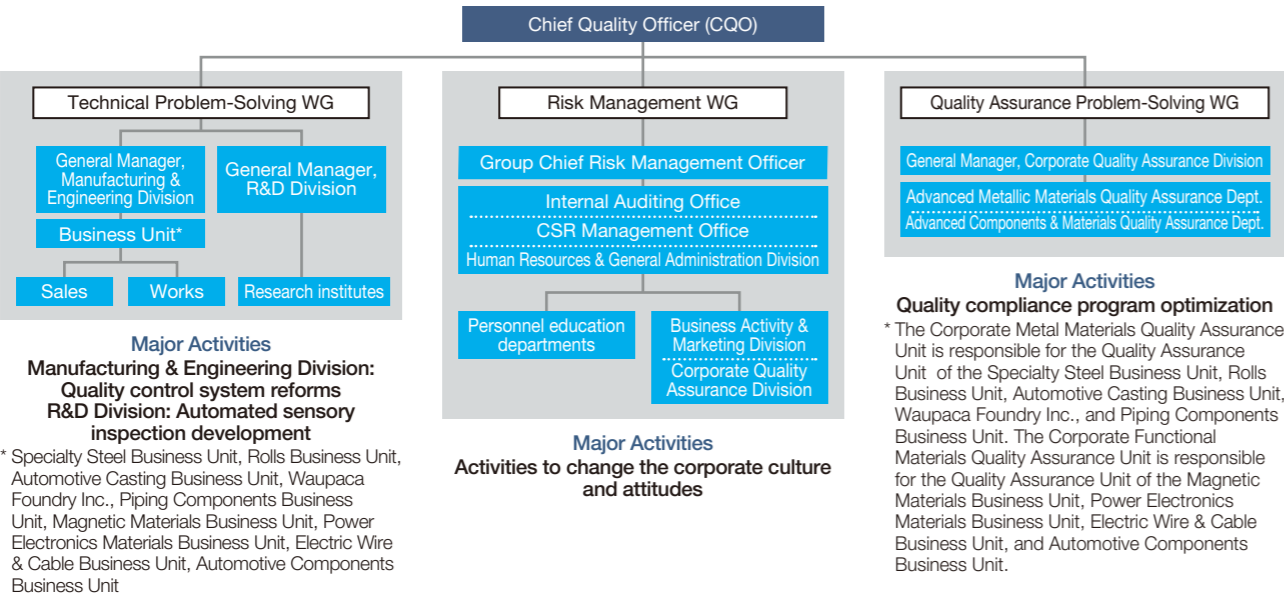 Chief Quality Officer (CQO)
Technical Problem-Solving WG
General Manager,
Manufacturing &
Engineering Division
General Manager,
R&D Division
Business Unit*
Sales
Works
Research institutes
Major Activities
Manufacturing & Engineering Division:
Quality control system reforms
R&D Division: Automated sensory
inspection development
* Specialty Steel Business Unit, Rolls Business Unit,
Automotive Casting Business Unit, Waupaca
Foundry Inc., Piping Components Business
Unit, Magnetic Materials Business Unit, Power
Electronics Materials Business Unit, Electric Wire
& Cable Business Unit, Automotive Components
Business Unit
Risk Management WG
Group Chief Risk Management Officer
Internal Auditing Office
CSR Management Office
Human Resources & General Administration Division
Personnel education
departments
Business Activity &
Marketing Division
Corporate Quality
Assurance Division
Major Activities
Activities to change the corporate culture
and attitudes
Quality Assurance Problem-Solving WG
General Manager, Corporate Quality Assurance Division
Advanced Metallic Materials Quality Assurance Dept.
Advanced Components & Materials Quality Assurance Dept.
Major Activities
Quality compliance program optimization
* The Corporate Metal Materials Quality Assurance
Unit is responsible for the Quality Assurance
Unit of the Specialty Steel Business Unit, Rolls
Business Unit, Automotive Casting Business Unit,
Waupaca Foundry Inc., and Piping Components
Business Unit. The Corporate Functional
Materials Quality Assurance Unit is responsible
for the Quality Assurance Unit of the Magnetic
Materials Business Unit, Power Electronics
Materials Business Unit, Electric Wire & Cable
Business Unit, and Automotive Components
Business Unit.